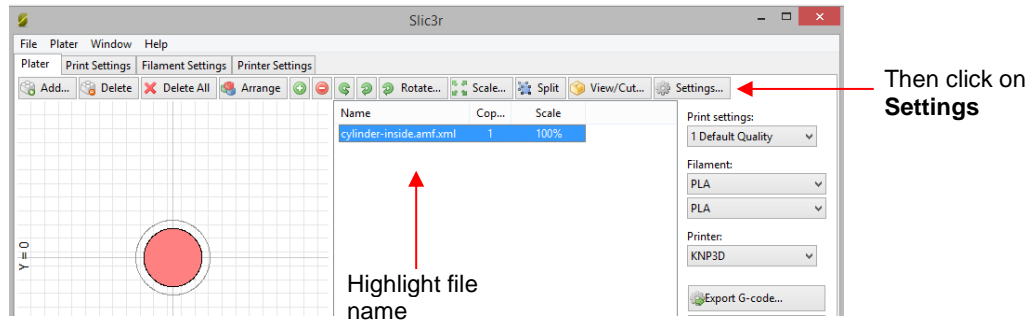 Slic3r
File Plater Window Help
Plater Print Settings Filament Settings Printer Settings
Add... Delete Delete All Arrange Rotate... Scale... Split View/Cut... Settings...
Then click on
Settings
Name Cop... Scale
cylinder-inside.amf.xml 1 100%
Print settings:
1 Default Quality
Filament:
PLA
PLA
Printer:
KNP3D
Export G-code...
Y = 0
Highlight file
name